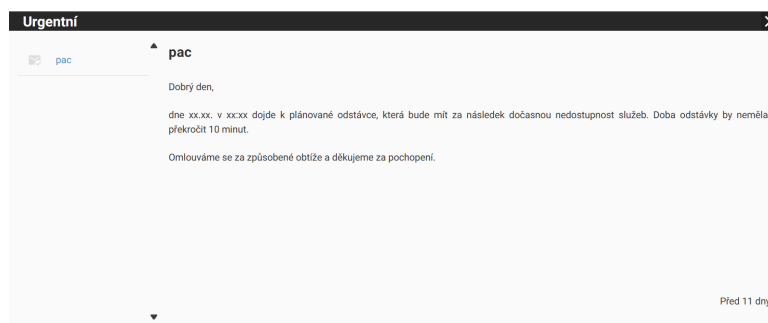 Urgentní
pac
pac
Dobrý den,
dne xx.xx. v xx:xx dojde k plánované odstávce, která bude mít za následek dočasnou nedostupnost služeb. Doba odstávky by neměla
překročit 10 minut.
Omlouváme se za způsobené obtíže a děkujeme za pochopení.
Před 11 dny